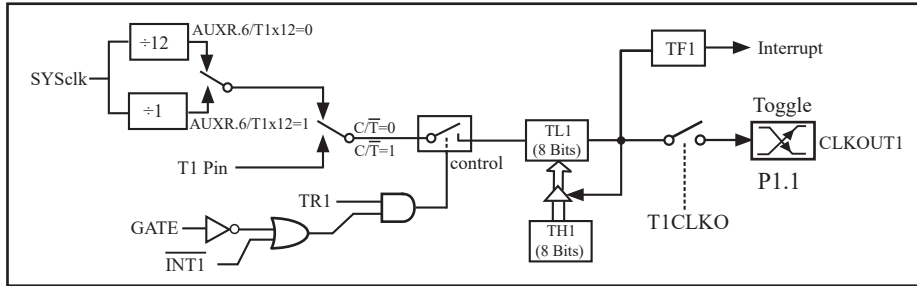 AUXR.6/T1x12=0
÷12
SYSclk
÷1
AUXR.6/T1x12=1
C/T̅=0
C/T̅=1
T1 Pin
control
TL1
(8 Bits)
TF1
Interrupt
Toggle
CLKOUT1
P1.1
T1CLKO
TR1
GATE
I̅N̅T̅1̅
TH1
(8 Bits)